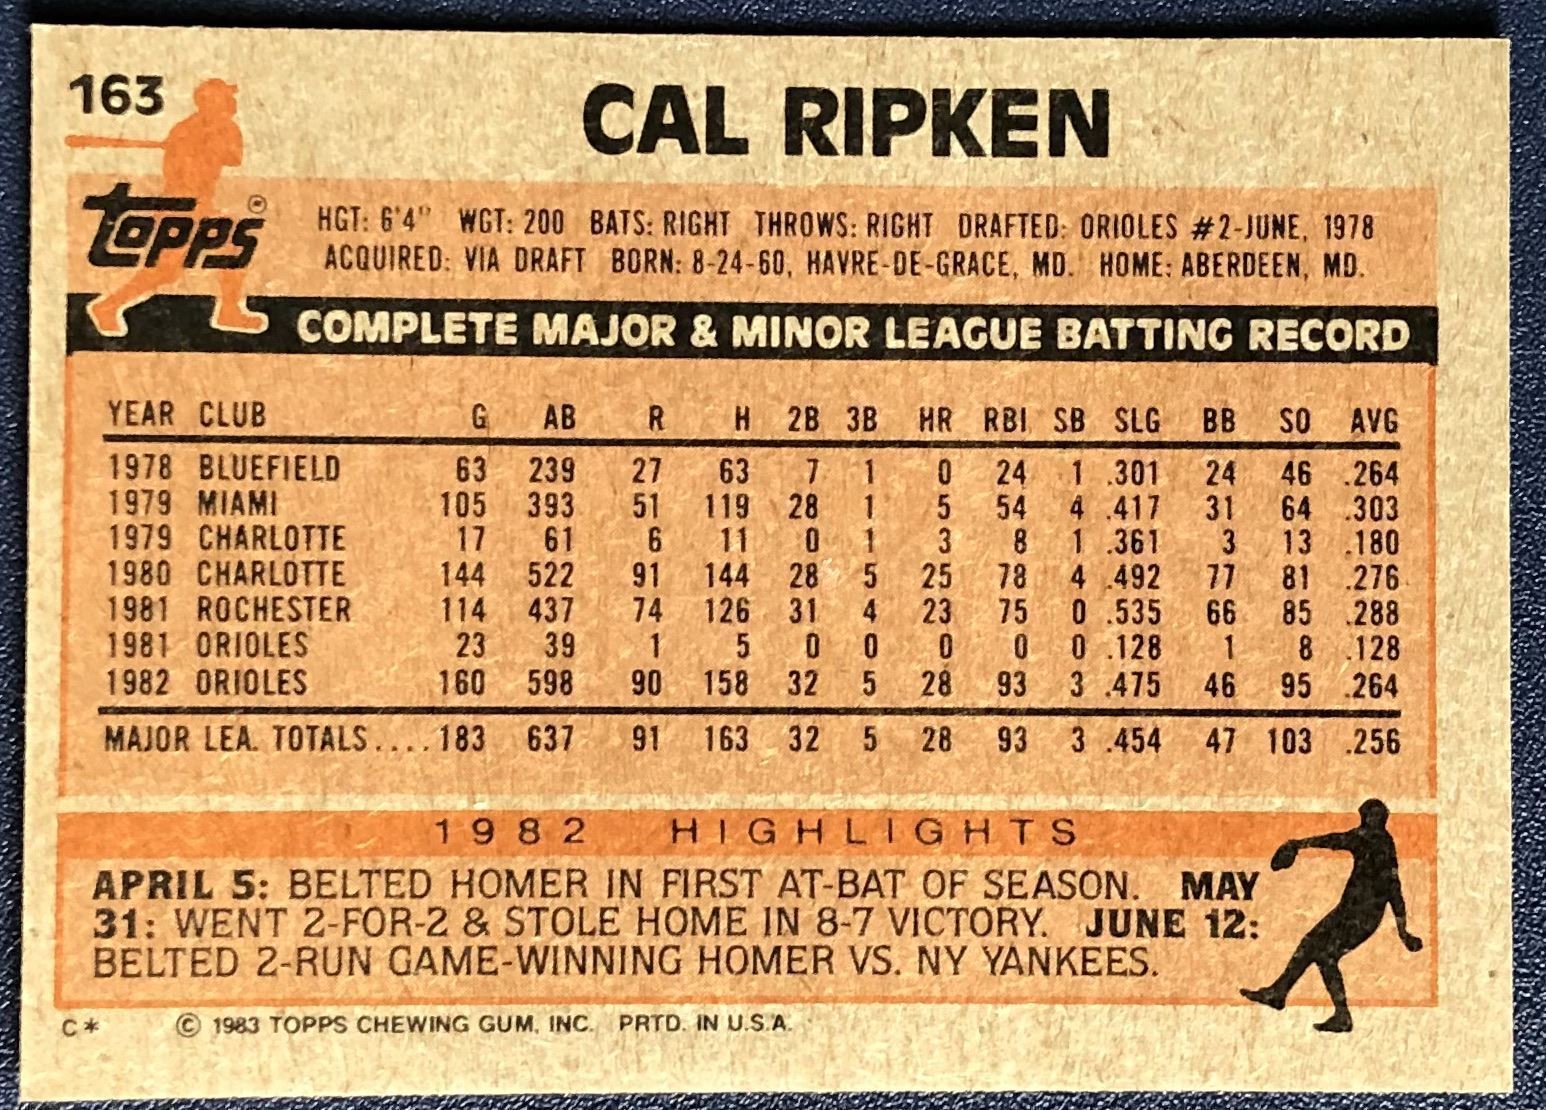 163
CAL RIPKEN
topps®
HGT: 6'4" WGT: 200 BATS: RIGHT THROWS: RIGHT DRAFTED: ORIOLES #2-JUNE, 1978
ACQUIRED: VIA DRAFT BORN: 8-24-60, HAVRE-DE-GRACE, MD. HOME: ABERDEEN, MD.
COMPLETE MAJOR & MINOR LEAGUE BATTING RECORD
YEAR CLUB G AB R H 2B 3B HR RBI SB SLG BB SO AVG
1978 BLUEFIELD 63 239 27 63 7 1 0 24 1 .301 24 46 .264
1979 MIAMI 105 393 51 119 28 1 5 54 4 .417 31 64 .303
1979 CHARLOTTE 17 61 6 11 0 1 3 8 1 .361 3 13 .180
1980 CHARLOTTE 144 522 91 144 28 5 25 78 4 .492 77 81 .276
1981 ROCHESTER 114 437 74 126 31 4 23 75 0 .535 66 85 .288
1981 ORIOLES 23 39 1 5 0 0 0 0 0 .128 1 8 .128
1982 ORIOLES 160 598 90 158 32 5 28 93 3 .475 46 95 .264
MAJOR LEA. TOTALS....183 637 91 163 32 5 28 93 3 .454 47 103 .256
1982 HIGHLIGHTS
APRIL 5: BELTED HOMER IN FIRST AT-BAT OF SEASON. MAY
31: WENT 2-FOR-2 & STOLE HOME IN 8-7 VICTORY. JUNE 12:
BELTED 2-RUN GAME-WINNING HOMER VS. NY YANKEES.
C* © 1983 TOPPS CHEWING GUM, INC. PRTD. IN U.S.A.